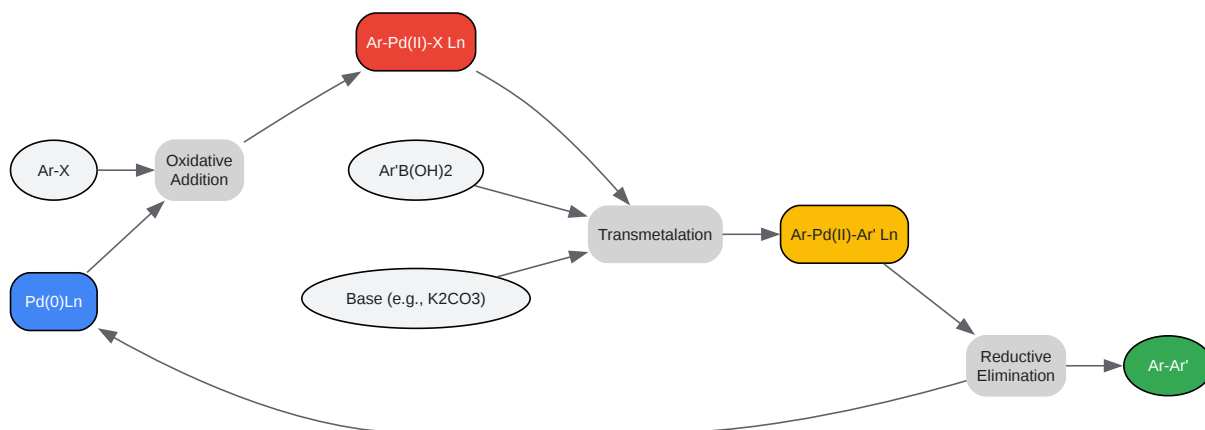 Ar-Pd(II)-X Ln
Ar-X
Oxidative
Addition
Ar'B(OH)2
Transmetalation
Ar-Pd(II)-Ar' Ln
Pd(0)Ln
Base (e.g., K2CO3)
Reductive
Elimination
Ar-Ar'